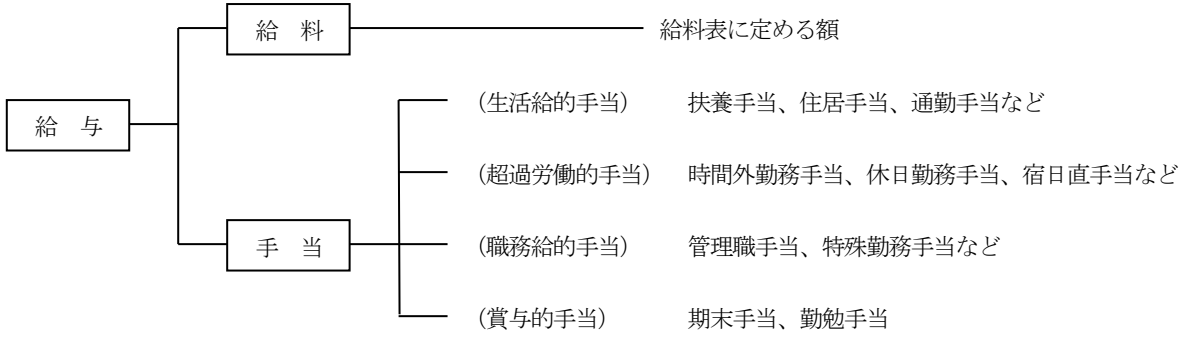 給 料 給料表に定める額
(生活給的手当) 扶養手当、住居手当、通勤手当など
給 与
(超過労働的手当) 時間外勤務手当、休日勤務手当、宿日直手当など
手 当 (職務給的手当) 管理職手当、特殊勤務手当など
(賞与的手当) 期末手当、勤勉手当